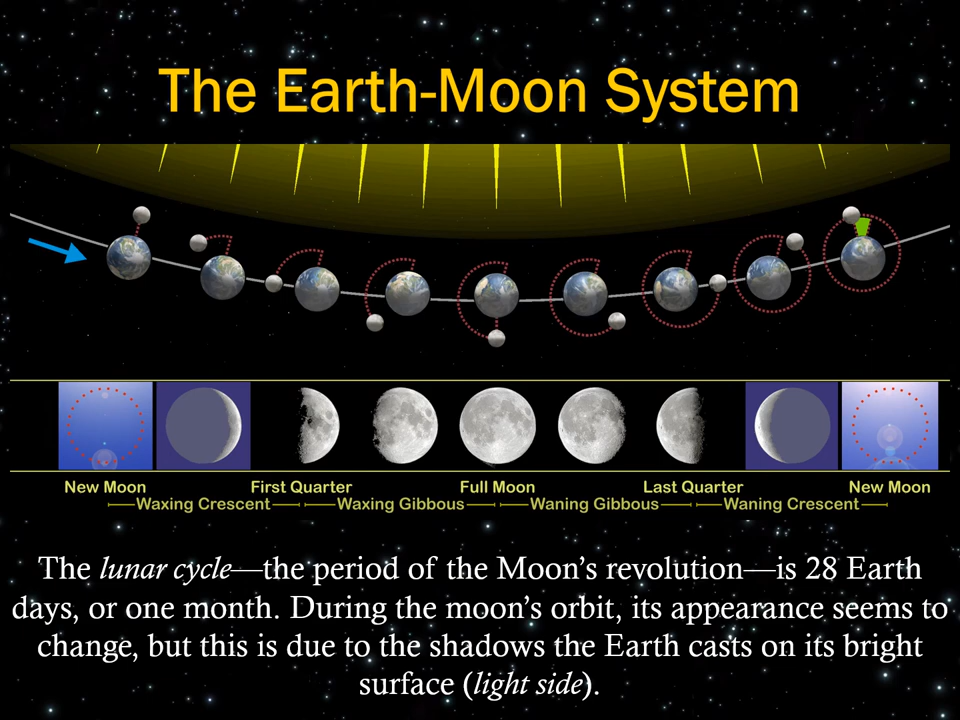 The Earth-Moon System
New Moon
First Quarter
Full Moon
Last Quarter
New Moon
Waxing Crescent
Waxing Gibbous
Waning Gibbous
Waning Crescent
The lunar cycle—the period of the Moon’s revolution—is 28 Earth
days, or one month. During the moon’s orbit, its appearance seems to
change, but this is due to the shadows the Earth casts on its bright
surface (light side).